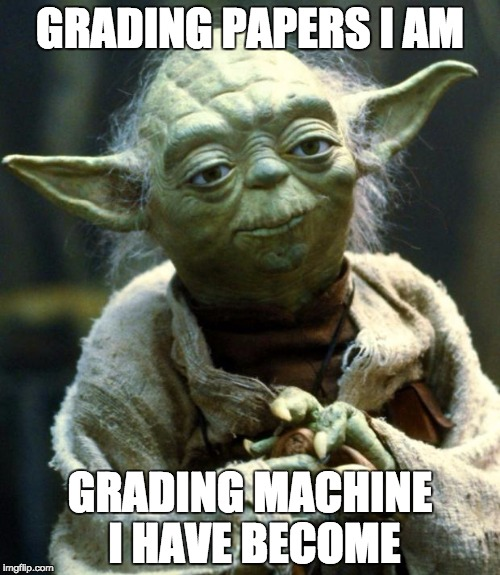 GRADING PAPERS I AM
GRADING MACHINE
I HAVE BECOME
imgflip.com